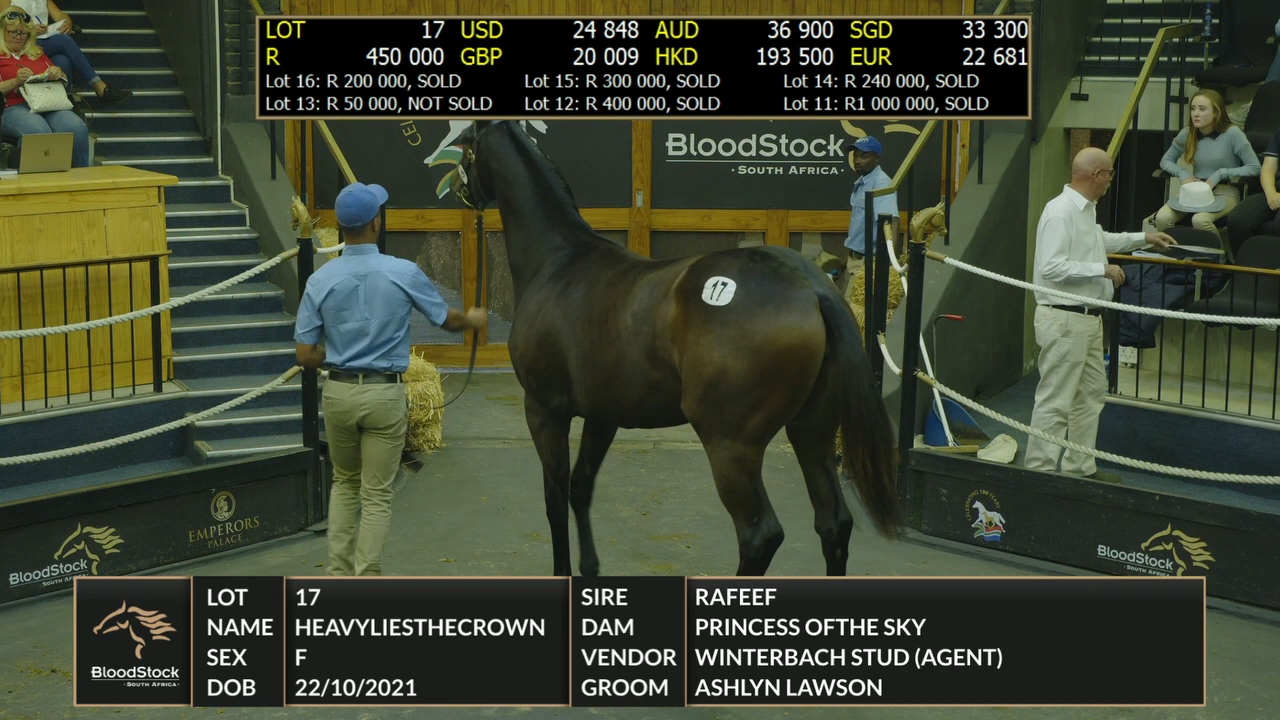 LOT 17 USD 24 848 AUD 36 900 SGD 33 300
R 450 000 GBP 20 009 HKD 193 500 EUR 22 681
Lot 16: R 200 000, SOLD Lot 15: R 300 000, SOLD Lot 14: R 240 000, SOLD
Lot 13: R 50 000, NOT SOLD Lot 12: R 400 000, SOLD Lot 11: R1 000 000, SOLD
CEL
BloodStock
· SOUTH AFRICA ·
17
EMPERORS
PALACE
BloodStock
SOUTH AFRICA
BloodStock
SOUTH AFRICA
BloodStock
· SOUTH AFRICA ·
LOT 17
NAME HEAVYLIESTHECROWN
SEX F
DOB 22/10/2021
SIRE RAFEEF
DAM PRINCESS OFTHE SKY
VENDOR WINTERBACH STUD (AGENT)
GROOM ASHLYN LAWSON